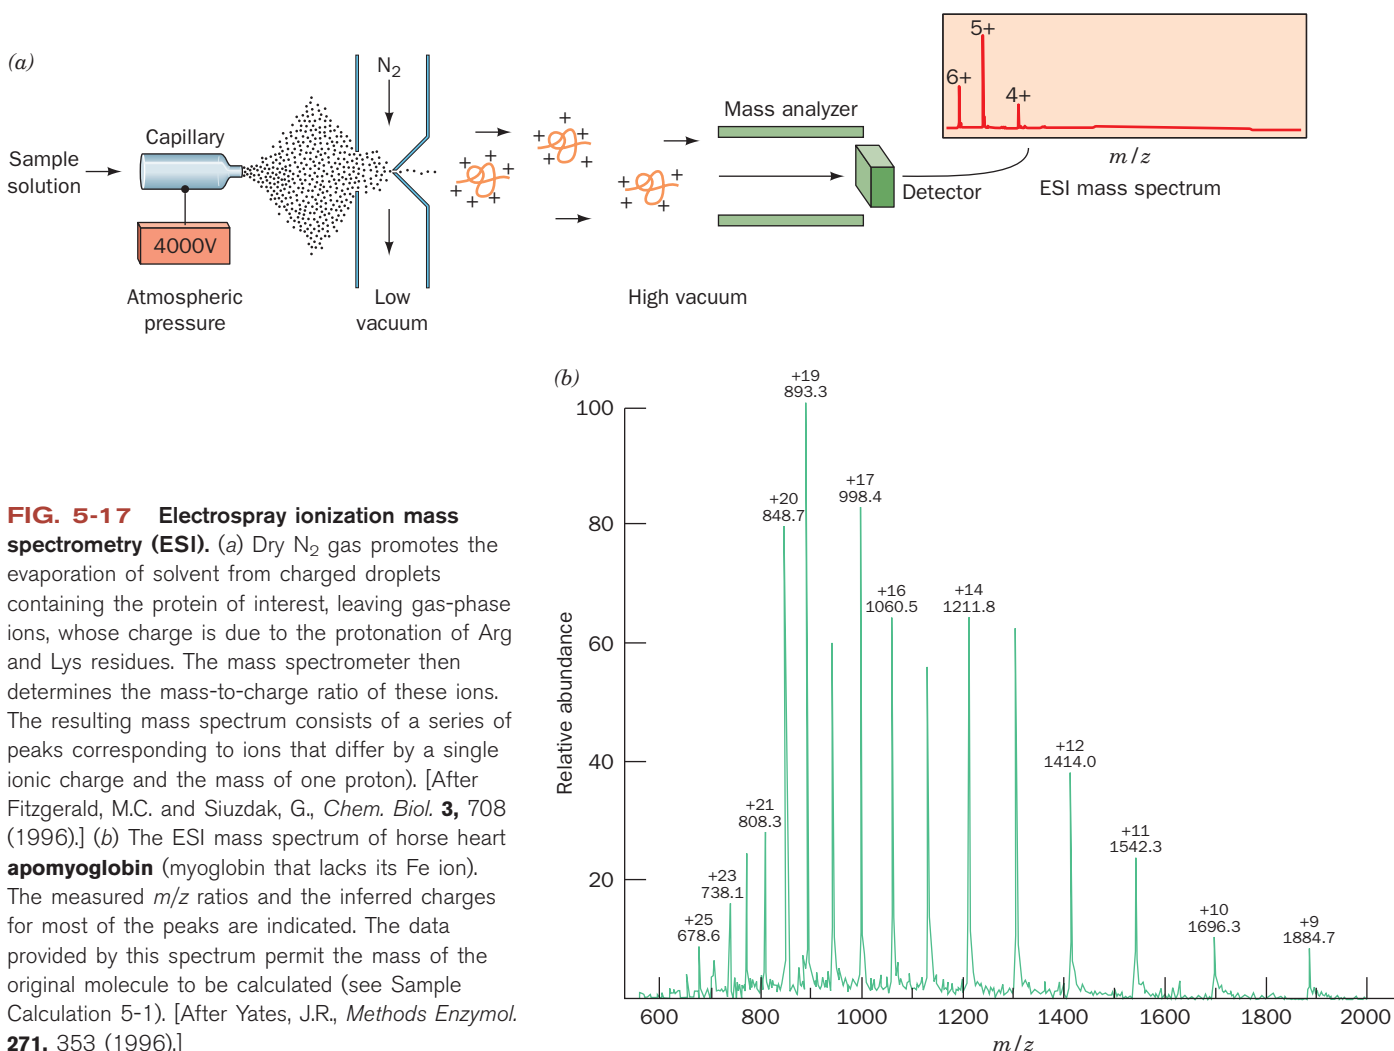 (a)
Sample
solution
Capillary
4000V
Atmospheric
pressure
N2
Low
vacuum
+ + + + +
+ + + + + +
+ + + +
High vacuum
Mass analyzer
Detector
6+
5+
4+
m/z
ESI mass spectrum
FIG. 5-17 Electrospray ionization mass
spectrometry (ESI). (a) Dry N2 gas promotes the
evaporation of solvent from charged droplets
containing the protein of interest, leaving gas-phase
ions, whose charge is due to the protonation of Arg
and Lys residues. The mass spectrometer then
determines the mass-to-charge ratio of these ions.
The resulting mass spectrum consists of a series of
peaks corresponding to ions that differ by a single
ionic charge and the mass of one proton). [After
Fitzgerald, M.C. and Siuzdak, G., Chem. Biol. 3, 708
(1996).] (b) The ESI mass spectrum of horse heart
apomyoglobin (myoglobin that lacks its Fe ion).
The measured m/z ratios and the inferred charges
for most of the peaks are indicated. The data
provided by this spectrum permit the mass of the
original molecule to be calculated (see Sample
Calculation 5-1). [After Yates, J.R., Methods Enzymol.
271, 353 (1996).]
(b)
Relative abundance
100
80
60
40
20
+25
678.6
+23
738.1
+21
808.3
+20
848.7
+19
893.3
+17
998.4
+16
1060.5
+14
1211.8
+12
1414.0
+11
1542.3
+10
1696.3
+9
1884.7
600 800 1000 1200 1400 1600 1800 2000
m/z